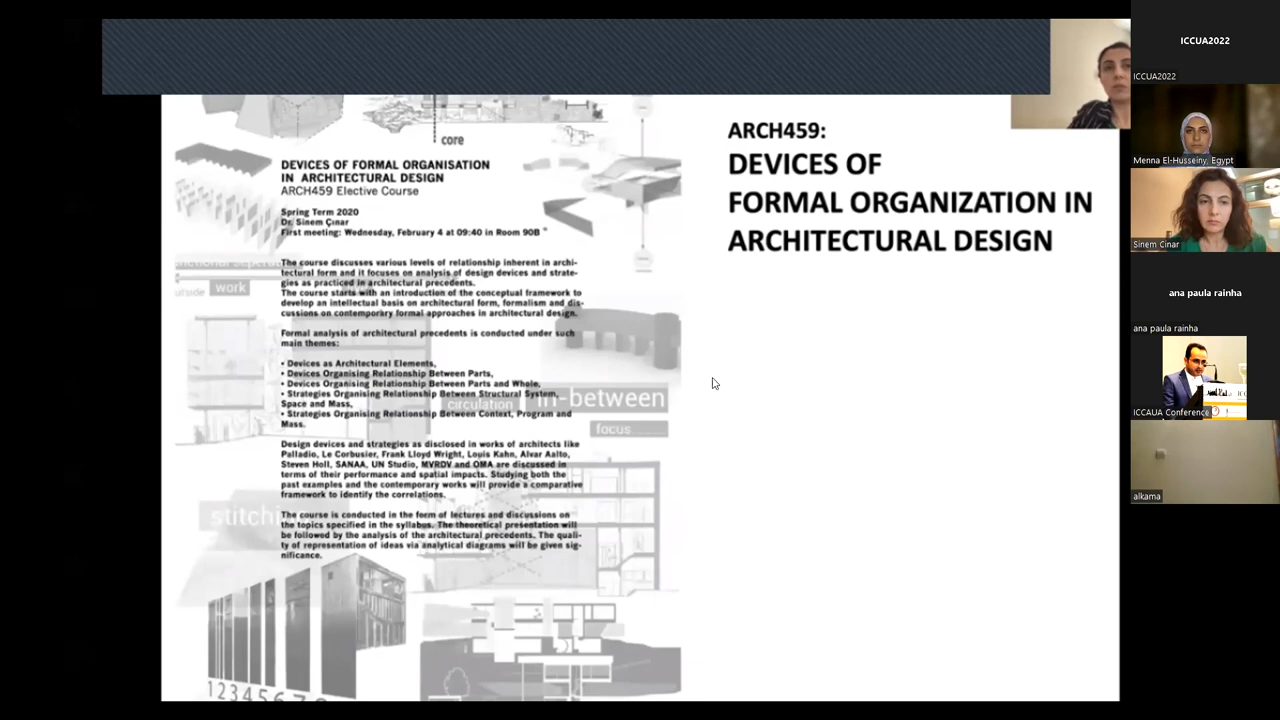 core
DEVICES OF FORMAL ORGANISATION
IN ARCHITECTURAL DESIGN
ARCH459 Elective Course
Spring Term 2020
Dr. Sinem Çınar
First meeting: Wednesday, February 4 at 09:40 in Room 90B
The course discusses various levels of relationship inherent in archi-
tectural form and it focuses on analysis of design devices and strate-
gies as practiced in architectural precedents.
The course starts with an introduction of the conceptual framework to
develop an intellectual basis on architectural form, formalism and dis-
cussions on contemporary formal approaches in architectural design.
work
Formal analysis of architectural precedents is conducted under such
main themes:
• Devices as Architectural Elements,
• Devices Organising Relationship Between Parts,
• Devices Organising Relationship Between Parts and Whole,
• Strategies Organising Relationship Between Structural System,
Space and Mass,
• Strategies Organising Relationship Between Context, Program and
Mass.
circulation
in-between
focus
Design devices and strategies as disclosed in works of architects like
Palladio, Le Corbusier, Frank Lloyd Wright, Louis Kahn, Alvar Aalto,
Steven Holl, SANAA, UN Studio, MVRDV and OMA are discussed in
terms of their performance and spatial impacts. Studying both the
past examples and the contemporary works will provide a comparative
framework to identify the correlations.
stitchi
The course is conducted in the form of lectures and discussions on
the topics specified in the syllabus. The theoretical presentation will
be followed by the analysis of the architectural precedents. The quali-
ty of representation of ideas via analytical diagrams will be given sig-
nificance.
1 2 3 4 5 6 7
ARCH459:
DEVICES OF
FORMAL ORGANIZATION IN
ARCHITECTURAL DESIGN
ICCUA2022
ICCUA2022
Menna El-Husseiny, Egypt
Sinem Cinar
ana paula rainha
ana paula rainha
ICCAUA Conference
alkama